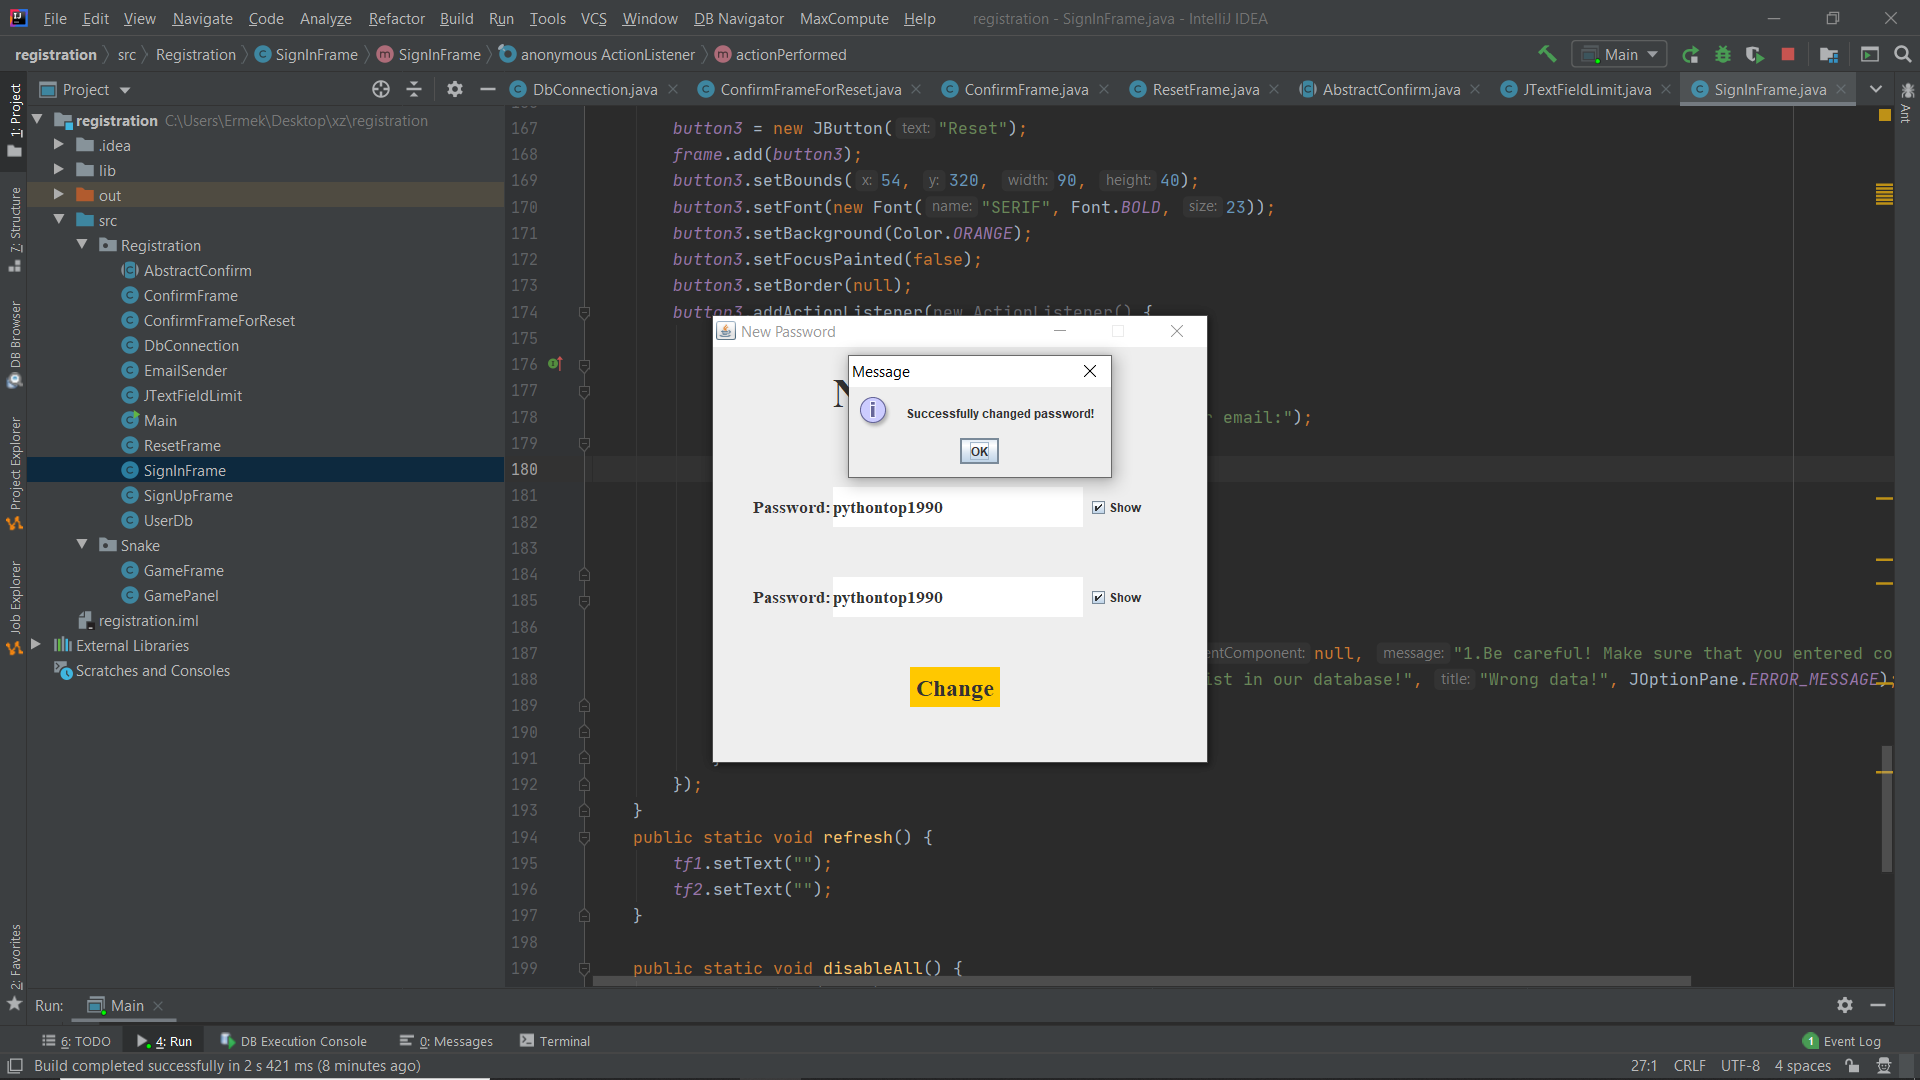 File Edit View Navigate Code Analyze Refactor Build Run Tools VCS Window DB Navigator MaxCompute Help registration - SignInFrame.java - IntelliJ IDEA
registration src Registration SignInFrame SignInFrame anonymous ActionListener actionPerformed Main
Project DbConnection.java ConfirmFrameForReset.java ConfirmFrame.java ResetFrame.java AbstractConfirm.java JTextFieldLimit.java SignInFrame.java
1: Project
7: Structure
DB Browser
Project Explorer
Job Explorer
2: Favorites
Ant
registration C:\Users\Ermek\Desktop\xz\registration
.idea
lib
out
src
Registration
AbstractConfirm
ConfirmFrame
ConfirmFrameForReset
DbConnection
EmailSender
JTextFieldLimit
Main
ResetFrame
SignInFrame
SignUpFrame
UserDb
Snake
GameFrame
GamePanel
registration.iml
External Libraries
Scratches and Consoles
167 button3 = new JButton( text: "Reset");
168 frame.add(button3);
169 button3.setBounds( x: 54, y: 320, width: 90, height: 40);
170 button3.setFont(new Font( name: "SERIF", Font.BOLD, size: 23));
171 button3.setBackground(Color.ORANGE);
172 button3.setFocusPainted(false);
173 button3.setBorder(null);
174 button3.addActionListener(new ActionListener() {
175
176
177
178 email:");
179
180
181
182
183
184
185
186
187 null, message: "1.Be careful! Make sure that you entered co
188 ist in our database!", title: "Wrong data!", JOptionPane.ERROR_MESSAGE);
189
190
191
192 });
193 }
194 public static void refresh() {
195 tf1.setText("");
196 tf2.setText("");
197 }
198
199 public static void disableAll() {
New Password
N
Message
Successfully changed password!
OK
Password: pythontop1990 Show
Password: pythontop1990 Show
Change
Run: Main
6: TODO 4: Run DB Execution Console 0: Messages Terminal 1 Event Log
Build completed successfully in 2 s 421 ms (8 minutes ago) 27:1 CRLF UTF-8 4 spaces